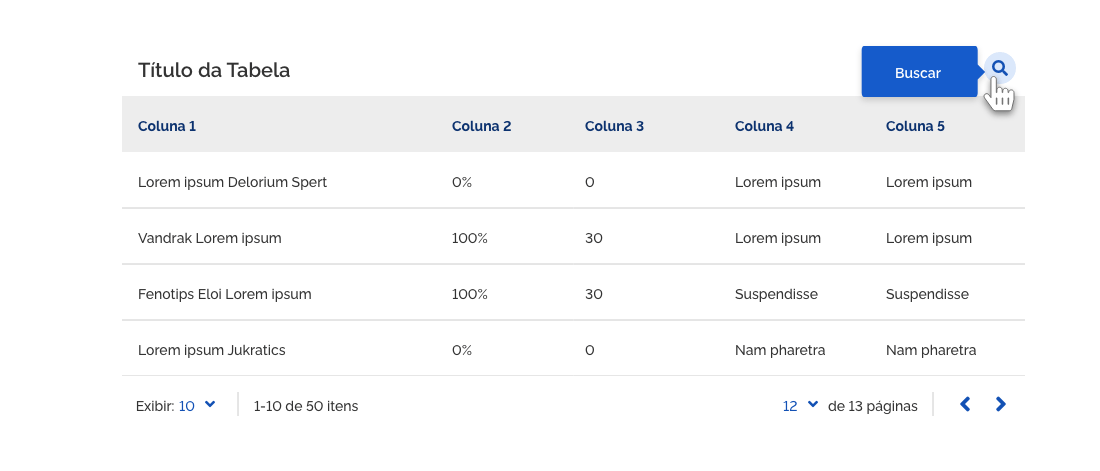 Título da Tabela
Buscar
Coluna 1 Coluna 2 Coluna 3 Coluna 4 Coluna 5
Lorem ipsum Delorium Spert 0% 0 Lorem ipsum Lorem ipsum
Vandrak Lorem ipsum 100% 30 Lorem ipsum Lorem ipsum
Fenotips Eloi Lorem ipsum 100% 30 Suspendisse Suspendisse
Lorem ipsum Jukratics 0% 0 Nam pharetra Nam pharetra
Exibir: 10 1-10 de 50 itens 12 de 13 páginas